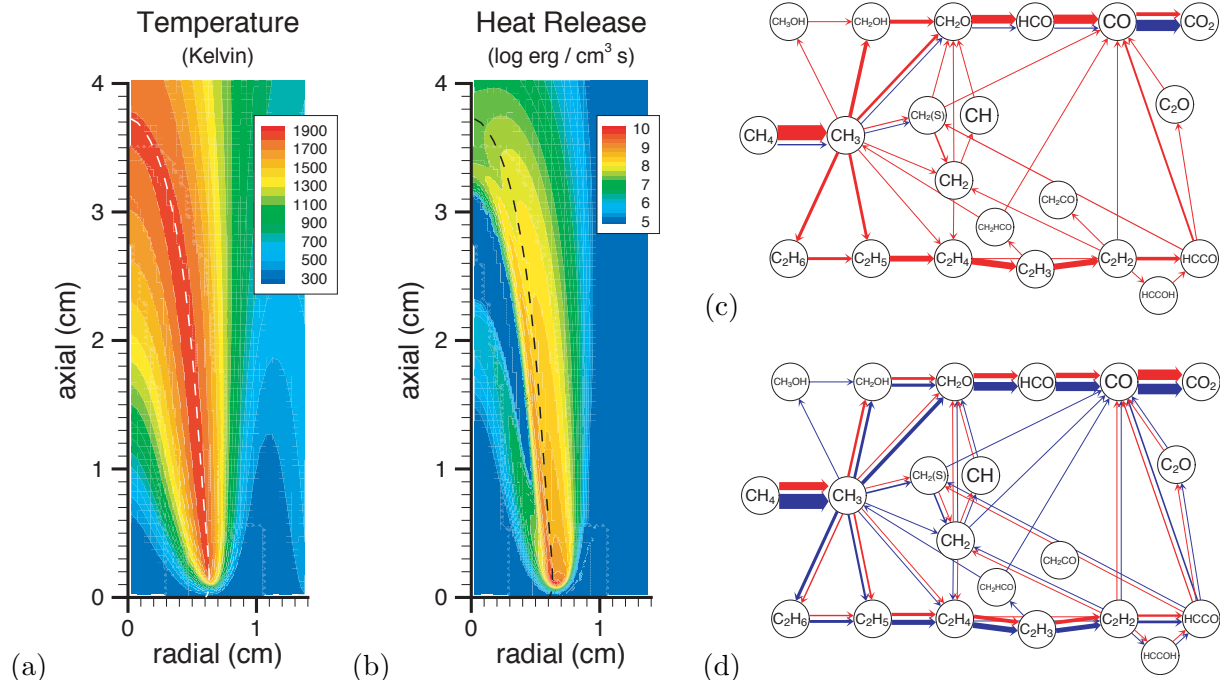 Temperature
(Kelvin)
4
3
2
1
0
axial (cm)
1900
1700
1500
1300
1100
900
700
500
300
0
1
radial (cm)
(a)
Heat Release
(log erg / cm³ s)
4
3
2
1
0
axial (cm)
10
9
8
7
6
5
0
1
radial (cm)
(b)
CH₃OH
CH₂OH
CH₂O
HCO
CO
CO₂
CH₄
CH₃
CH₂(S)
CH
C₂O
CH₂
CH₂CO
CH₂HCO
C₂H₆
C₂H₅
C₂H₄
C₂H₃
C₂H₂
HCCO
HCCOH
(c)
CH₃OH
CH₂OH
CH₂O
HCO
CO
CO₂
CH₄
CH₃
CH₂(S)
CH
C₂O
CH₂
CH₂CO
CH₂HCO
C₂H₆
C₂H₅
C₂H₄
C₂H₃
C₂H₂
HCCO
HCCOH
(d)